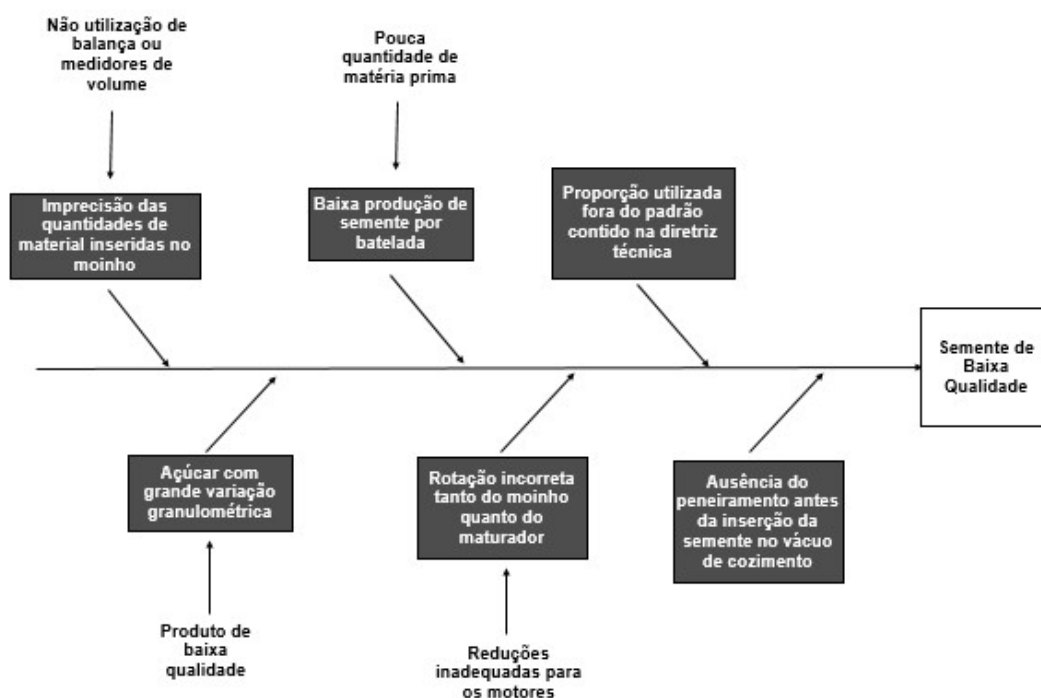 Não utilização de
balança ou
medidores de
volume
Pouca
quantidade de
matéria prima
Imprecisão das
quantidades de
material inseridas no
moinho
Baixa produção de
semente por
batelada
Proporção utilizada
fora do padrão
contido na diretriz
técnica
Semente de
Baixa
Qualidade
Açúcar com
grande variação
granulométrica
Rotação incorreta
tanto do moinho
quanto do
maturador
Ausência do
peneiramento antes
da inserção da
semente no vácuo
de cozimento
Produto de
baixa
qualidade
Reduções
inadequadas para
os motores